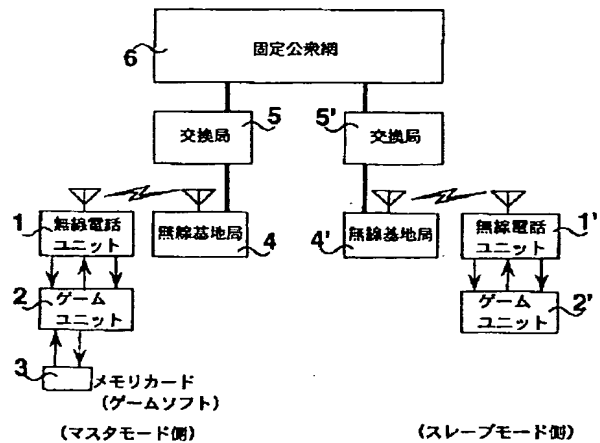 6
固定公衆網
5
交換局
5'
交換局
1
無線電話
ユニット
無線基地局
4
4'
無線基地局
無線電話
ユニット
1'
2
ゲーム
ユニット
ゲーム
ユニット
2'
3
メモリカード
(ゲームソフト)
(マスタモード側)
(スレーブモード側)